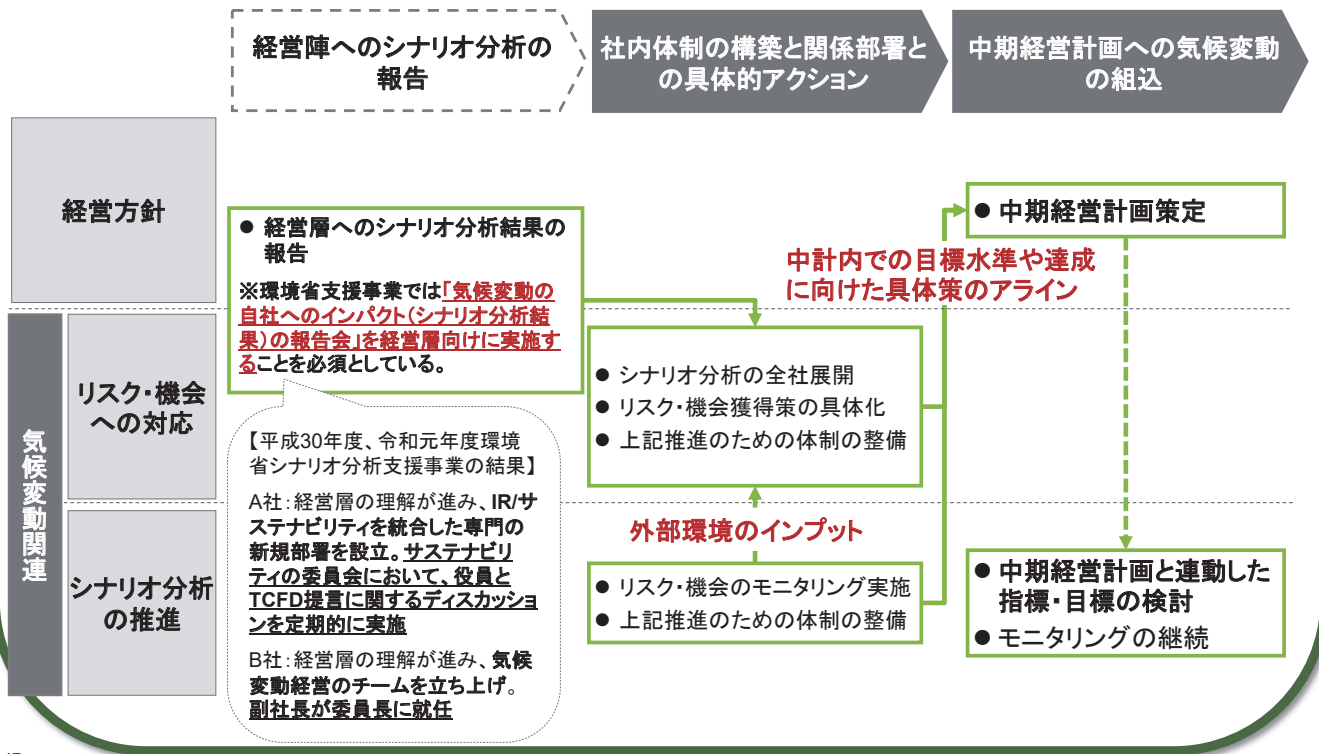 経営陣へのシナリオ分析の
報告
社内体制の構築と関係部署と
の具体的アクション
中期経営計画への気候変動
の組込
経営方針
● 経営層へのシナリオ分析結果の
報告
※環境省支援事業では「気候変動の
自社へのインパクト(シナリオ分析結
果)の報告会」を経営層向けに実施す
ることを必須としている。
● 中期経営計画策定
中計内での目標水準や達成
に向けた具体策のアライン
気候変動関連
リスク・機会
への対応
● シナリオ分析の全社展開
● リスク・機会獲得策の具体化
● 上記推進のための体制の整備
【平成30年度、令和元年度環境
省シナリオ分析支援事業の結果】
A社:経営層の理解が進み、IR/サ
ステナビリティを統合した専門の
新規部署を設立。サステナビリ
ティの委員会において、役員と
TCFD提言に関するディスカッショ
ンを定期的に実施
B社:経営層の理解が進み、気候
変動経営のチームを立ち上げ。
副社長が委員長に就任
外部環境のインプット
シナリオ分析
の推進
● リスク・機会のモニタリング実施
● 上記推進のための体制の整備
● 中期経営計画と連動した
指標・目標の検討
● モニタリングの継続